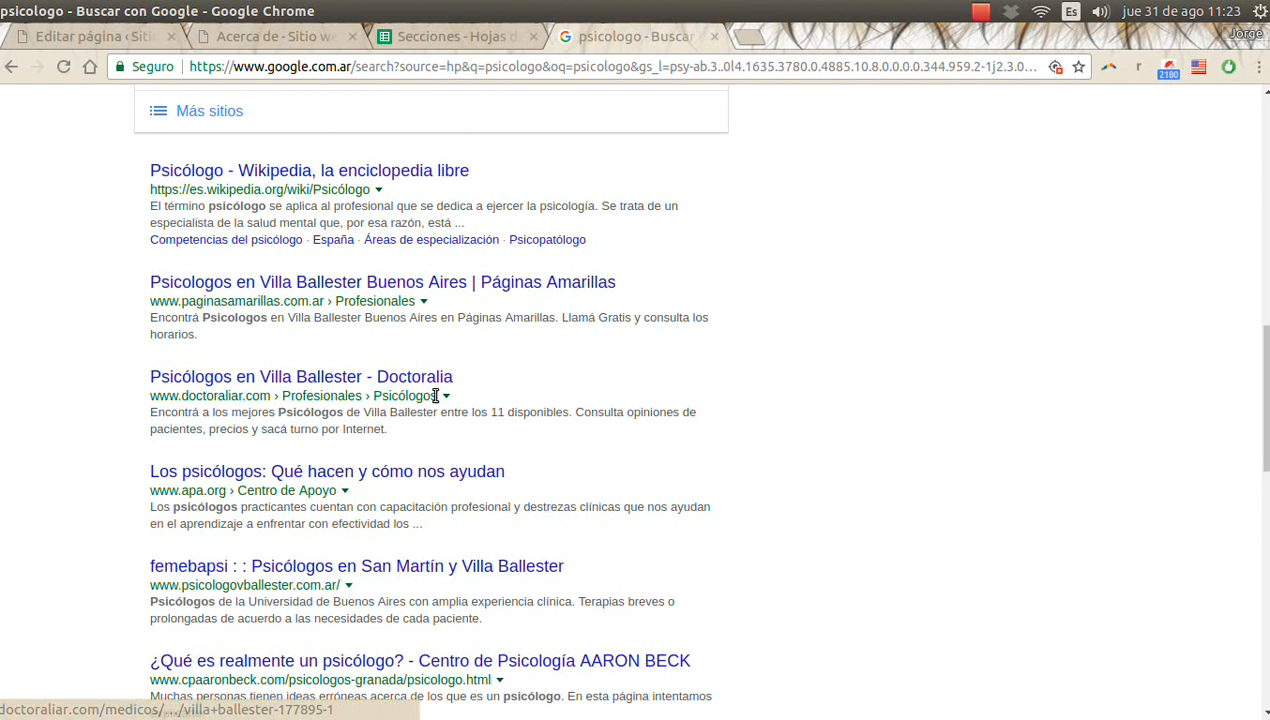 psicologo - Buscar con Google - Google Chrome
Es
jue 31 de ago 11:23
Editar página ‹ Siti
Acerca de - Sitio we
Secciones - Hojas d
psicologo - Buscar
Jorge
Seguro
https://www.google.com.ar/search?source=hp&q=psicologo&oq=psicologo&gs_l=psy-ab.3..0l4.1635.3780.0.4885.10.8.0.0.0.0.344.959.2-1j2.3.0...
r
2180
Más sitios
Psicólogo - Wikipedia, la enciclopedia libre
https://es.wikipedia.org/wiki/Psicólogo
El término psicólogo se aplica al profesional que se dedica a ejercer la psicología. Se trata de un
especialista de la salud mental que, por esa razón, está ...
Competencias del psicólogo · España · Áreas de especialización · Psicopatólogo
Psicologos en Villa Ballester Buenos Aires | Páginas Amarillas
www.paginasamarillas.com.ar › Profesionales
Encontrá Psicologos en Villa Ballester Buenos Aires en Páginas Amarillas. Llamá Gratis y consulta los
horarios.
Psicólogos en Villa Ballester - Doctoralia
www.doctoraliar.com › Profesionales › Psicólogos
Encontrá a los mejores Psicólogos de Villa Ballester entre los 11 disponibles. Consulta opiniones de
pacientes, precios y sacá turno por Internet.
Los psicólogos: Qué hacen y cómo nos ayudan
www.apa.org › Centro de Apoyo
Los psicólogos practicantes cuentan con capacitación profesional y destrezas clínicas que nos ayudan
en el aprendizaje a enfrentar con efectividad los ...
femebapsi : : Psicólogos en San Martín y Villa Ballester
www.psicologovballester.com.ar/
Psicólogos de la Universidad de Buenos Aires con amplia experiencia clínica. Terapias breves o
prolongadas de acuerdo a las necesidades de cada paciente.
¿Qué es realmente un psicólogo? - Centro de Psicología AARON BECK
www.cpaaronbeck.com/psicologos-granada/psicologo.html
Muchas personas tienen ideas erróneas acerca de los que es un psicólogo. En esta página intentamos
doctoraliar.com/medicos/.../villa+ballester-177895-1